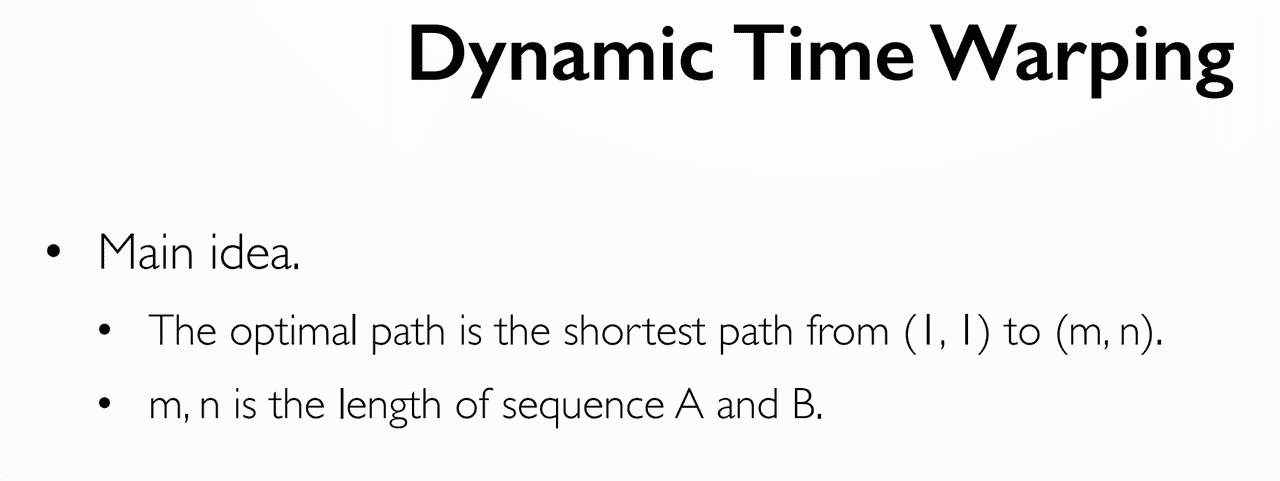 Dynamic Time Warping
• Main idea.
• The optimal path is the shortest path from (1, 1) to (m, n).
• m, n is the length of sequence A and B.